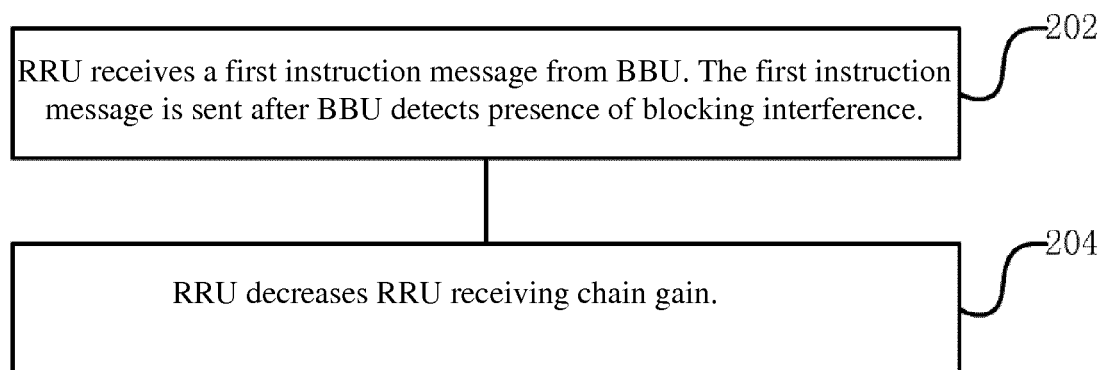 202
RRU receives a first instruction message from BBU. The first instruction
message is sent after BBU detects presence of blocking interference.
204
RRU decreases RRU receiving chain gain.